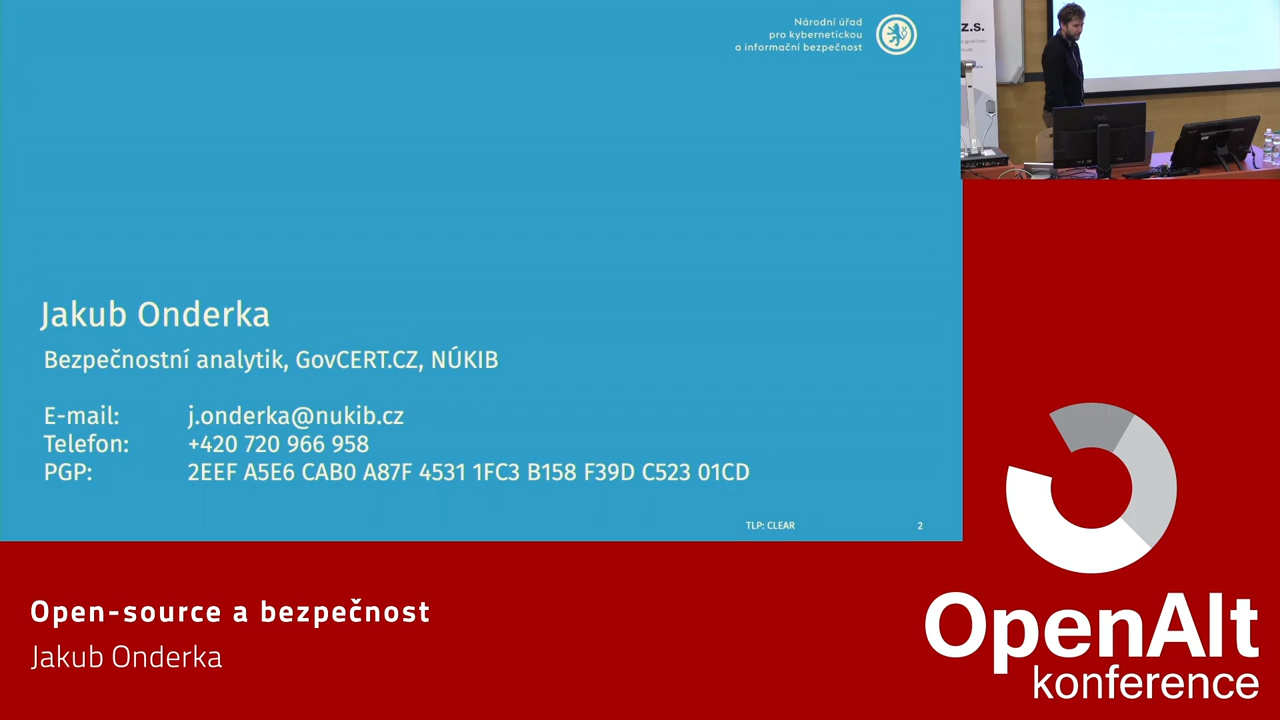 Národní úřad
pro kybernetickou
a informační bezpečnost
z.s.
Jakub Onderka
Bezpečnostní analytik, GovCERT.CZ, NÚKIB
E-mail: j.onderka@nukib.cz
Telefon: +420 720 966 958
PGP: 2EEF A5E6 CAB0 A87F 4531 1FC3 B158 F39D C523 01CD
TLP: CLEAR 2
Open-source a bezpečnost
Jakub Onderka
OpenAlt
konference